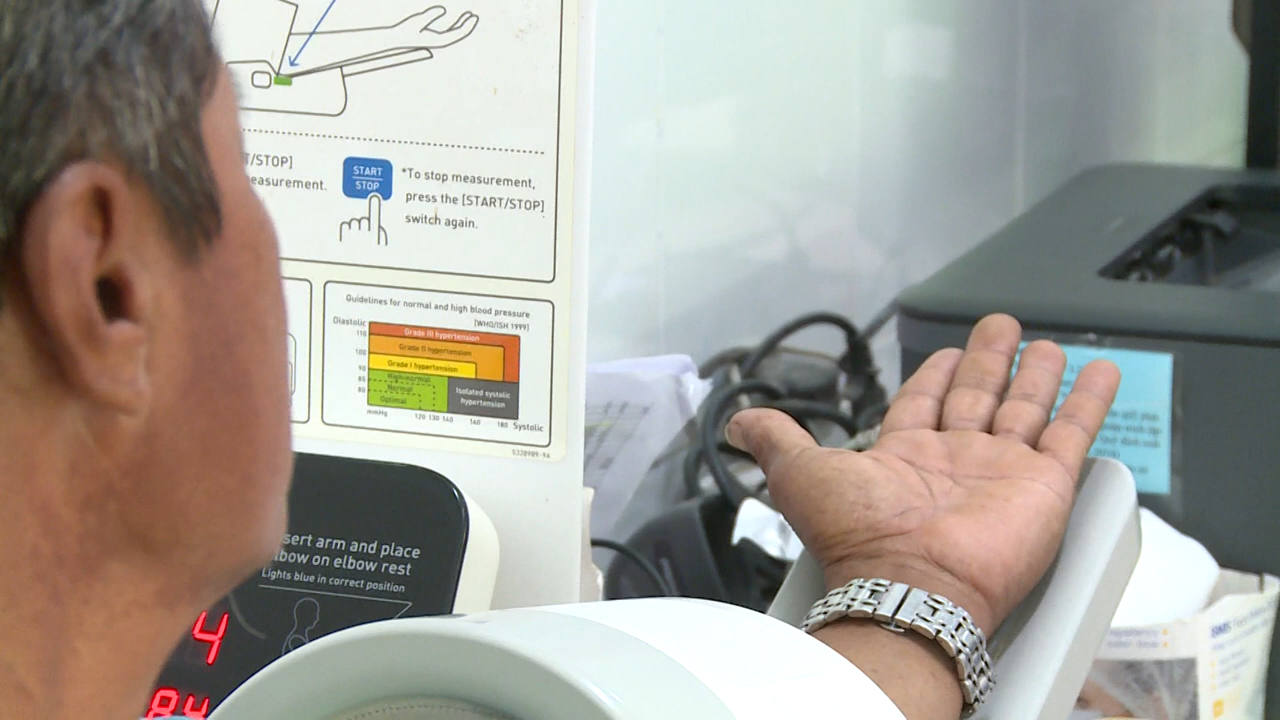 T/STOP]
easurement.
START
STOP
*To stop measurement,
press the [START/STOP]
switch again.
Guidelines for normal and high blood pressure
[WHO/ISH 1999]
Diastolic
110
Grade III hypertension
100
Grade II hypertension
90
Grade I hypertension
85
High-normal
80
Normal
Optimal
Isolated systolic
hypertension
mmHg
120 130 140 160 180 Systolic
5328989-9A
sert arm and place
lbow on elbow rest
Lights blue in correct position
4
84